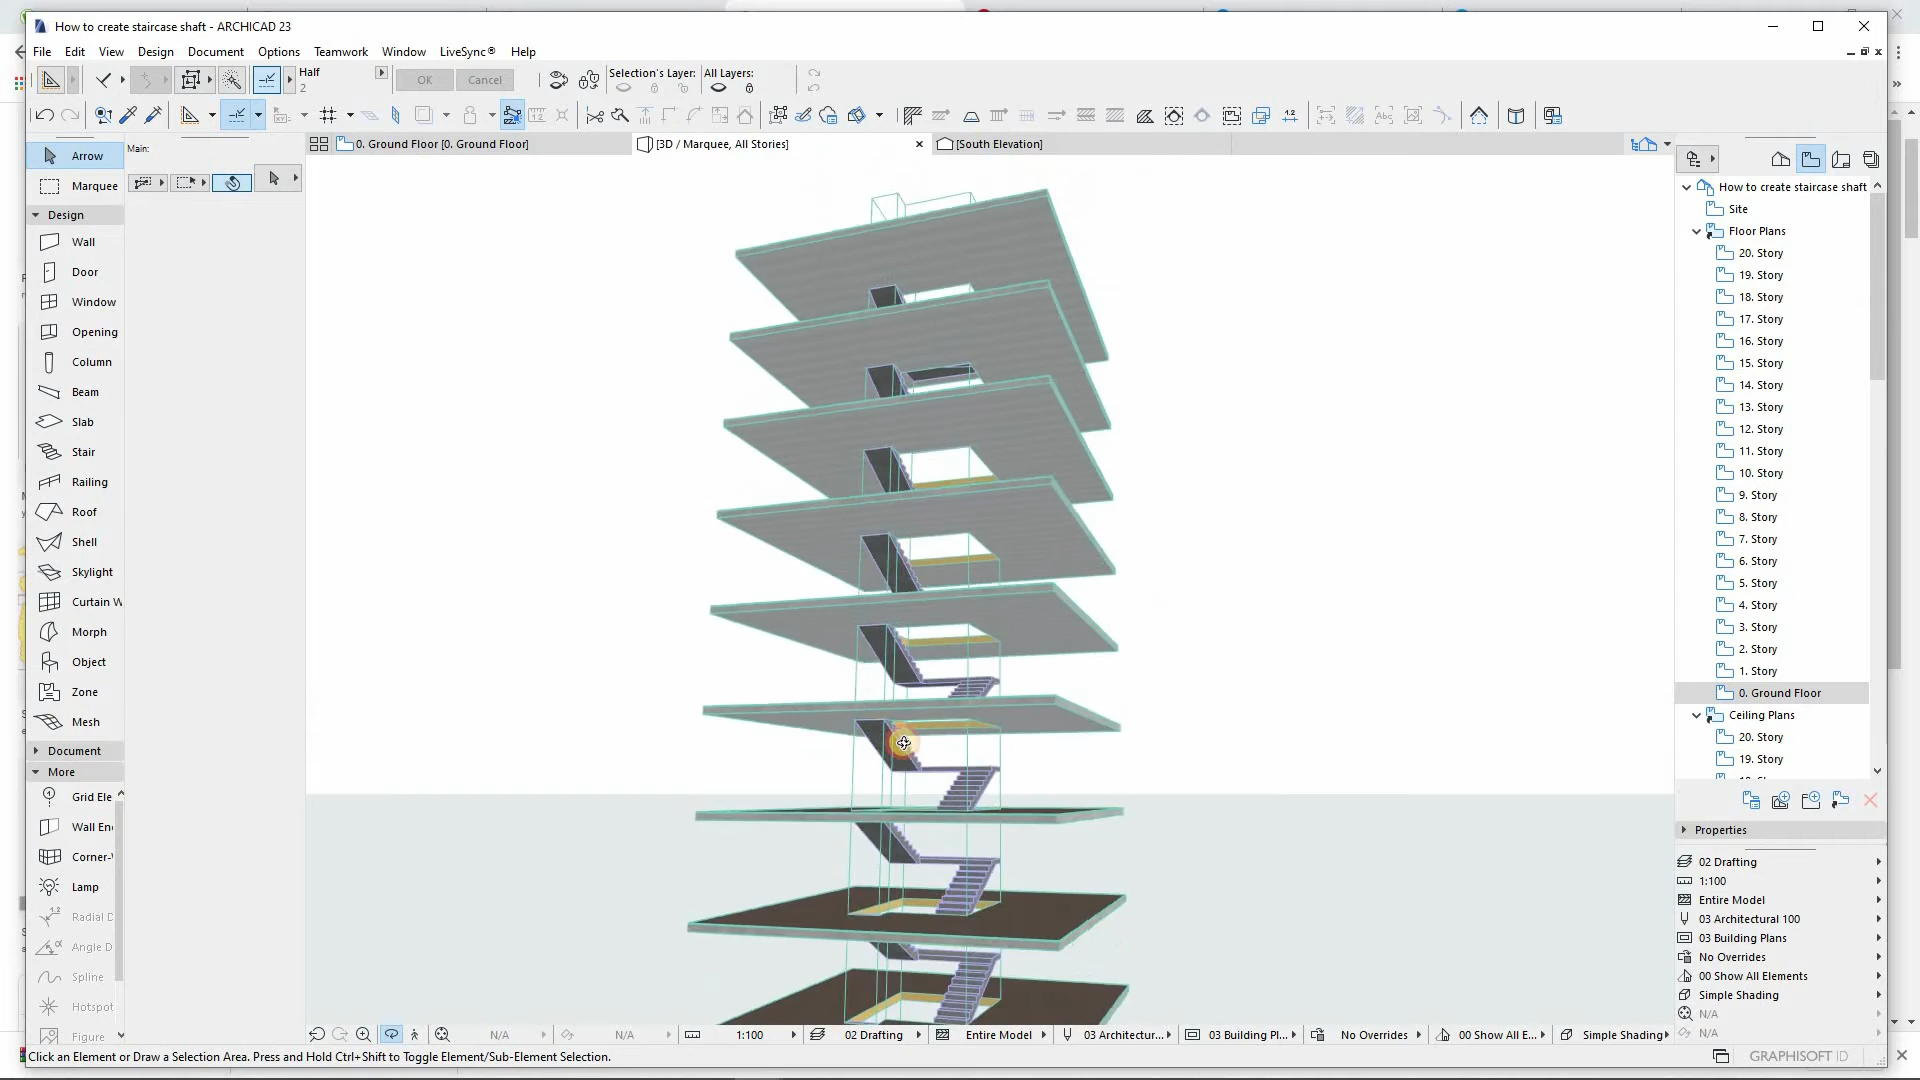 How to create staircase shaft - ARCHICAD 23
File Edit View Design Document Options Teamwork Window LiveSync® Help
Half
2
OK Cancel
Selection's Layer:
All Layers:
0. Ground Floor [0. Ground Floor]
[3D / Marquee, All Stories]
[South Elevation]
Main:
Arrow
Marquee
Design
Wall
Door
Window
Opening
Column
Beam
Slab
Stair
Railing
Roof
Shell
Skylight
Curtain W
Morph
Object
Zone
Mesh
Document
More
Grid Ele
Wall En
Corner-
Lamp
Radial D
Angle D
Spline
Hotspot
Figure
How to create staircase shaft
Site
Floor Plans
20. Story
19. Story
18. Story
17. Story
16. Story
15. Story
14. Story
13. Story
12. Story
11. Story
10. Story
9. Story
8. Story
7. Story
6. Story
5. Story
4. Story
3. Story
2. Story
1. Story
0. Ground Floor
Ceiling Plans
20. Story
19. Story
Properties
02 Drafting
1:100
Entire Model
03 Architectural 100
03 Building Plans
No Overrides
00 Show All Elements
Simple Shading
N/A
N/A
N/A N/A 1:100 02 Drafting Entire Model 03 Architectur... 03 Building Pl... No Overrides 00 Show All E... Simple Shading
Click an Element or Draw a Selection Area. Press and Hold Ctrl+Shift to Toggle Element/Sub-Element Selection.
GRAPHISOFT ID